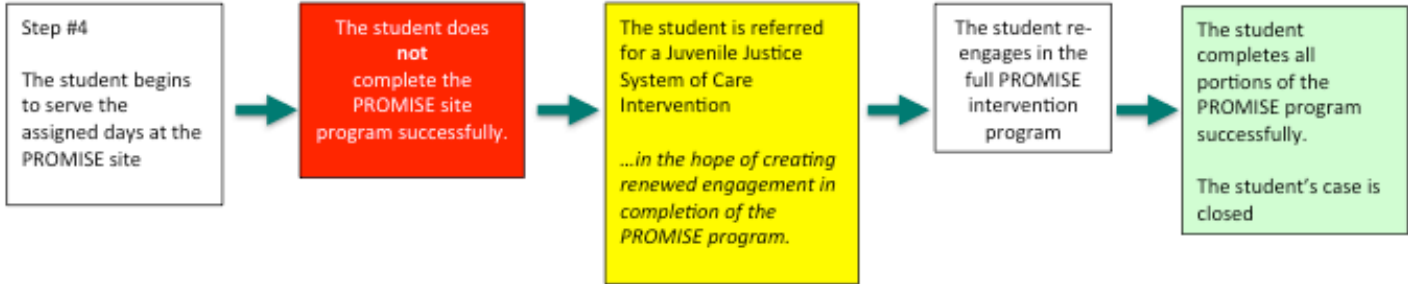 Step #4
The student begins
to serve the
assigned days at the
PROMISE site
The student does
not
complete the
PROMISE site
program successfully.
The student is referred
for a Juvenile Justice
System of Care
Intervention
…in the hope of creating
renewed engagement in
completion of the
PROMISE program.
The student re-
engages in the
full PROMISE
intervention
program
The student
completes all
portions of the
PROMISE program
successfully.
The student’s case is
closed